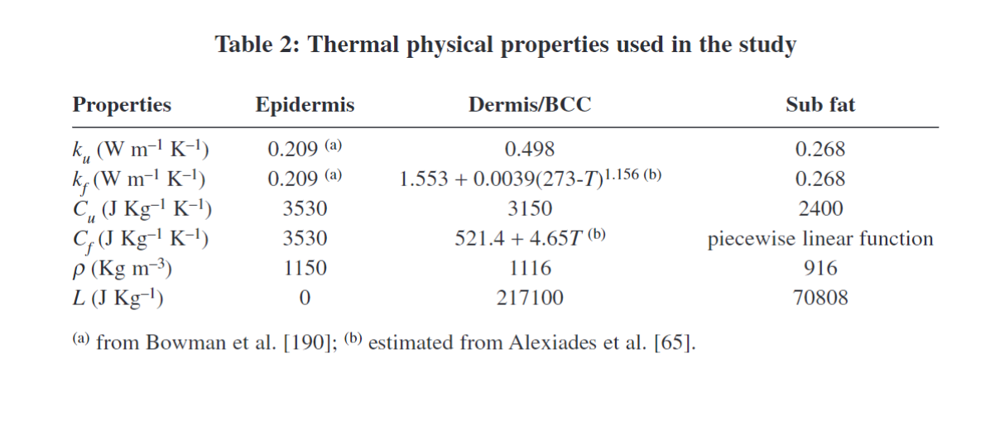 Table 2: Thermal physical properties used in the study
Properties Epidermis Dermis/BCC Sub fat
k_u (W m⁻¹ K⁻¹) 0.209 (a) 0.498 0.268
k_f (W m⁻¹ K⁻¹) 0.209 (a) 1.553 + 0.0039(273-T)^1.156 (b) 0.268
C_u (J Kg⁻¹ K⁻¹) 3530 3150 2400
C_f (J Kg⁻¹ K⁻¹) 3530 521.4 + 4.65T (b) piecewise linear function
ρ (Kg m⁻³) 1150 1116 916
L (J Kg⁻¹) 0 217100 70808
(a) from Bowman et al. [190]; (b) estimated from Alexiades et al. [65].